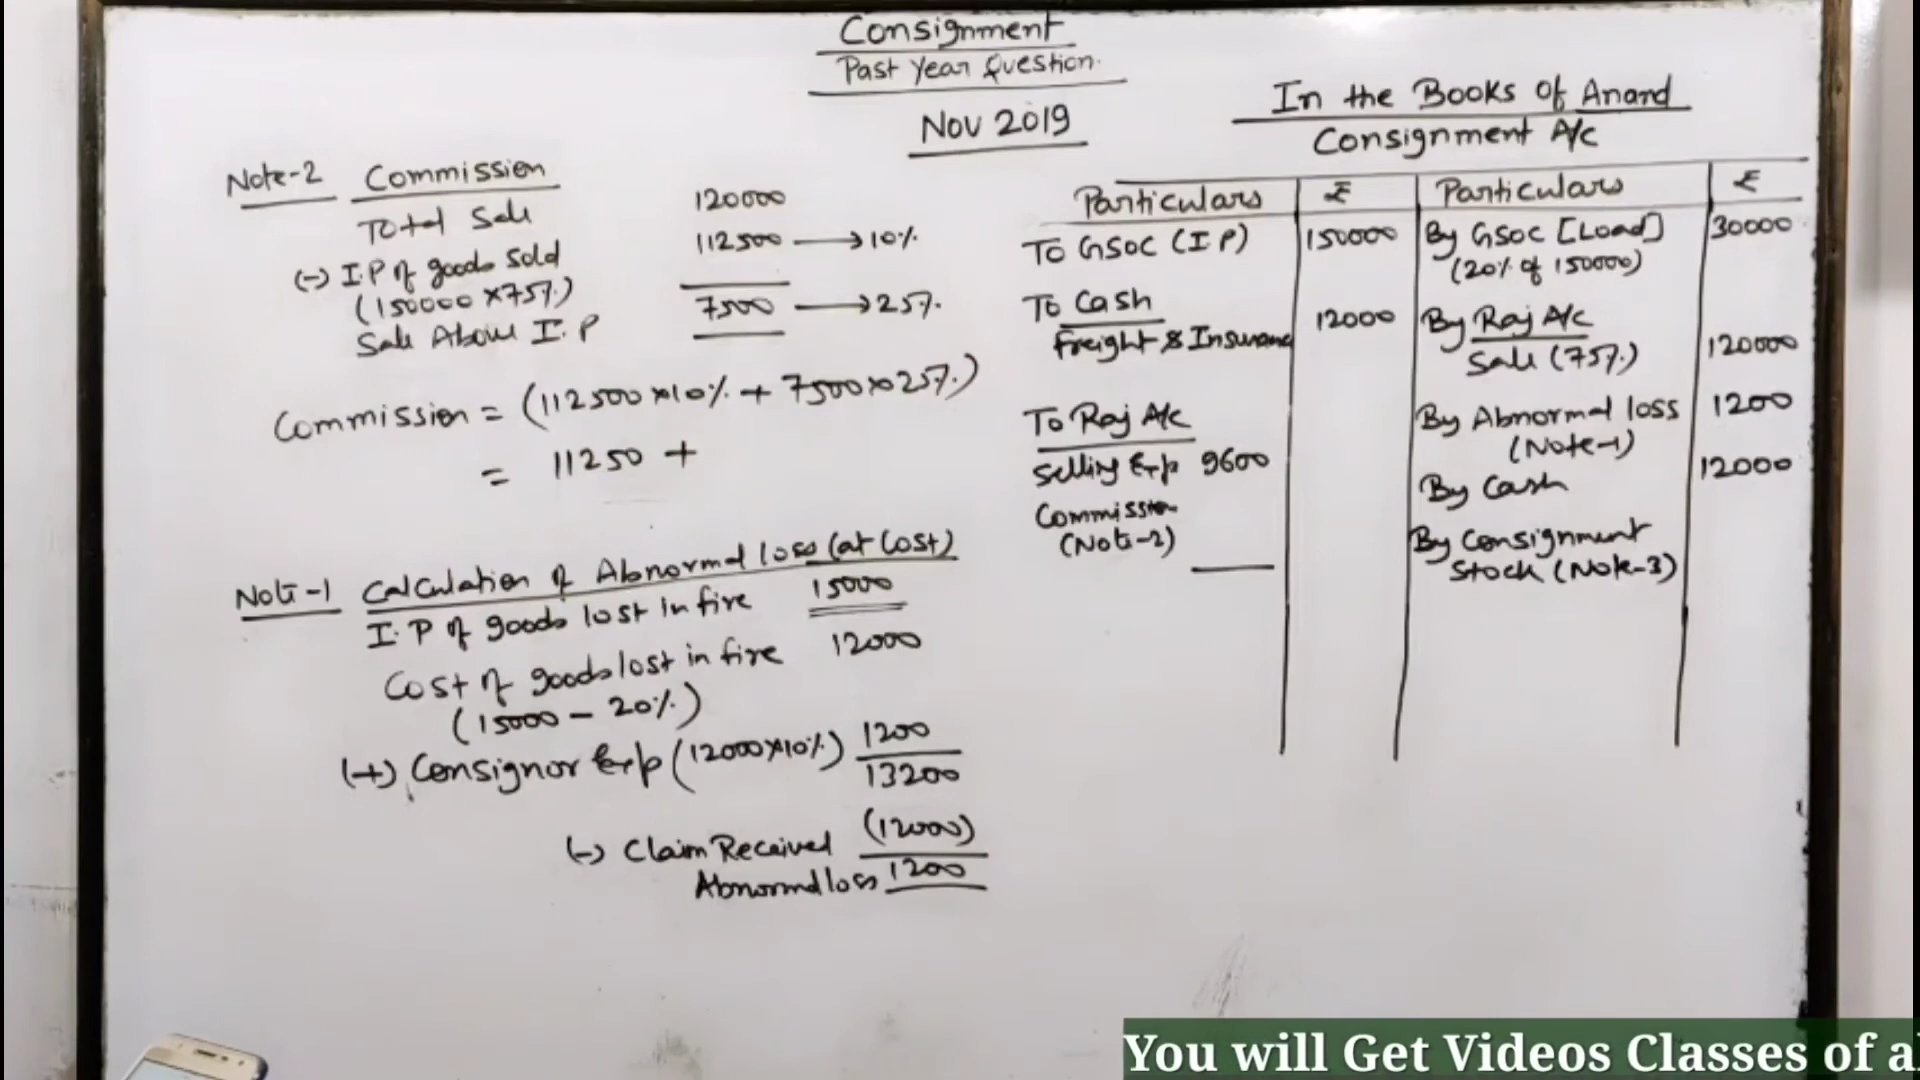 Consignment
Past Year Question.
Nov 2019
Note-2 Commission
Total Sale 120000
(-) I.P of goods sold 112500 → 10%
(150000 × 75%)
Sale Above I.P 7500 → 25%
Commission = (112500×10% + 7500×25%)
= 11250 +
Note-1 Calculation of Abnormal loss (at Cost)
I.P of goods lost in fire 15000
Cost of goods lost in fire 12000
(15000 - 20%)
(+) Consignor Exp (12000×10%) 1200
13200
(-) Claim Received (12000)
Abnormal loss 1200
In the Books Of Anand
Consignment A/c
Particulars ₹ Particulars ₹
To GSOC (I P) 150000 By GSOC [Load] 30000
(20% of 150000)
To Cash
Freight & Insurance 12000 By Raj A/c
Sale (75%) 120000
To Raj A/c By Abnormal loss 1200
(Note-1)
Selling Exp 9600 By Cash 12000
Commission
(Note-2) By Consignment
Stock (Note-3)
You will Get Videos Classes of a